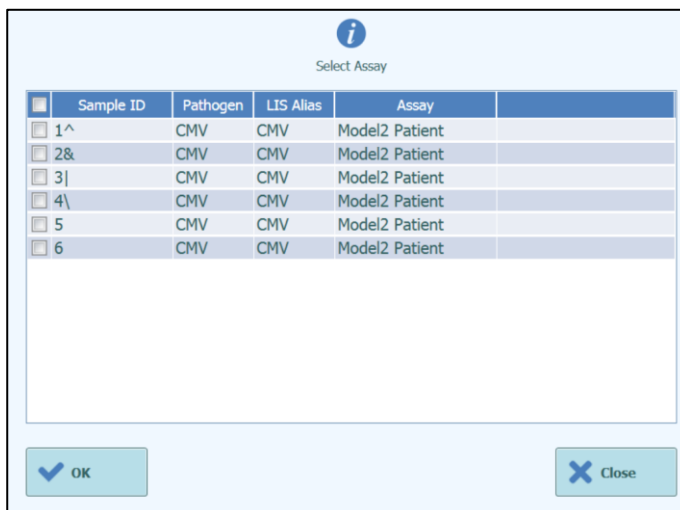 Select Assay
Sample ID Pathogen LIS Alias Assay
1^ CMV CMV Model2 Patient
2& CMV CMV Model2 Patient
3| CMV CMV Model2 Patient
4\ CMV CMV Model2 Patient
5 CMV CMV Model2 Patient
6 CMV CMV Model2 Patient
OK Close